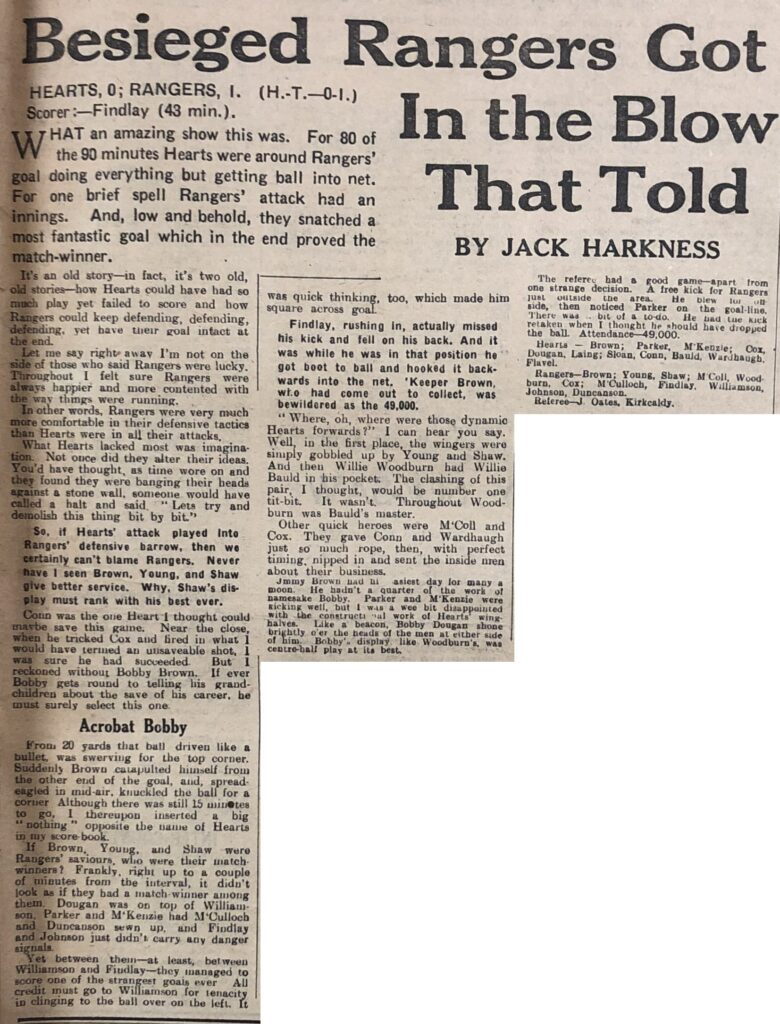 Besieged Rangers Got
In the Blow
That Told
BY JACK HARKNESS
HEARTS, 0; RANGERS, 1. (H.-T.—0-1.)
Scorer:—Findlay (43 min.).
WHAT an amazing show this was. For 80 of
the 90 minutes Hearts were around Rangers'
goal doing everything but getting ball into net.
For one brief spell Rangers' attack had an
innings. And, low and behold, they snatched a
most fantastic goal which in the end proved the
match-winner.
It's an old story—in fact, it's two old,
old stories—how Hearts could have had so
much play yet failed to score and how
Rangers could keep defending, defending,
defending, yet have their goal intact at
the end.
Let me say right away I'm not on the
side of those who said Rangers were lucky.
Throughout I felt sure Rangers were
always happier and more contented with
the way things were running.
In other words, Rangers were very much
more comfortable in their defensive tactics
than Hearts were in all their attacks.
What Hearts lacked most was imagina-
tion. Not once did they alter their ideas.
You'd have thought, as time wore on and
they found they were banging their heads
against a stone wall, someone would have
called a halt and said "Lets try and
demolish this thing bit by bit."
So, if Hearts' attack played into
Rangers' defensive barrow, then we
certainly can't blame Rangers. Never
have I seen Brown, Young, and Shaw
give better service. Why, Shaw's dis-
play must rank with his best ever.
Conn was the one Heart I thought could
maybe save this game. Near the close,
when he tricked Cox and fired in what I
would have termed an unsaveable shot, I
was sure he had succeeded. But I
reckoned without Bobby Brown. If ever
Bobby gets round to telling his grand-
children about the save of his career, he
must surely select this one.
Acrobat Bobby
From 20 yards that ball driven like a
bullet, was swerving for the top corner.
Suddenly Brown catapulted himself from
the other end of the goal, and, spread-
eagled in mid-air, knuckled the ball for a
corner Although there was still 15 minutes
to go, I thereupon inserted a big
"nothing" opposite the name of Hearts
in my score-book.
If Brown, Young, and Shaw were
Rangers' saviours, who were their match-
winners? Frankly, right up to a couple
of minutes from the interval, it didn't
look as if they had a match-winner among
them. Dougan was on top of William-
son, Parker and M'Kenzie had M'Culloch
and Duncanson sewn up, and Findlay
and Johnson just didn't carry any danger
signals.
Yet between them—at least, between
Williamson and Findlay—they managed to
score one of the strangest goals ever All
credit must go to Williamson for tenacity
in clinging to the ball over on the left. It
was quick thinking, too, which made him
square across goal.
Findlay, rushing in, actually missed
his kick and fell on his back. And it
was while he was in that position he
got boot to ball and hooked it back-
wards into the net. 'Keeper Brown,
who had come out to collect, was
bewildered as the 49,000.
"Where, oh, where were those dynamic
Hearts forwards?" I can hear you say.
Well, in the first place, the wingers were
simply gobbled up by Young and Shaw.
And then Willie Woodburn had Willie
Bauld in his pocket. The clashing of this
pair, I thought, would be number one
tit-bit. It wasn't. Throughout Wood-
burn was Bauld's master.
Other quick heroes were M'Coll and
Cox. They gave Conn and Wardhaugh
just so much rope, then, with perfect
timing, nipped in and sent the inside men
about their business.
Jmmy Brown had hi asiest day for many a
moon. He hadn't a quarter of the work of
namesake Bobby. Parker and M'Kenzie were
kicking well, but I was a wee bit disappointed
with the work of Hearts' wing-
halves. Like a beacon, Bobby Dougan shone
brightly o'er the heads of the men at either side
of him. Bobby's display like Woodburn's, was
centre-half play at its best.
The referee had a good game—apart from
one strange decision. A free kick for Rangers
just outside the area. He blew for off-
side, then noticed Parker on the goal-line.
There was bit of a to-do. He had the kick
retaken when I thought he should have dropped
the ball. Attendance—49,000.
Hearts — Brown; Parker, M'Kenzie; Cox,
Dougan, Laing; Sloan, Conn, Bauld, Wardhaugh,
Flavel.
Rangers—Brown; Young, Shaw; M'Coll, Wood-
burn, Cox; M'Culloch, Findlay, Williamson,
Johnson, Duncanson.
Referee—J. Oates, Kirkcaldy.